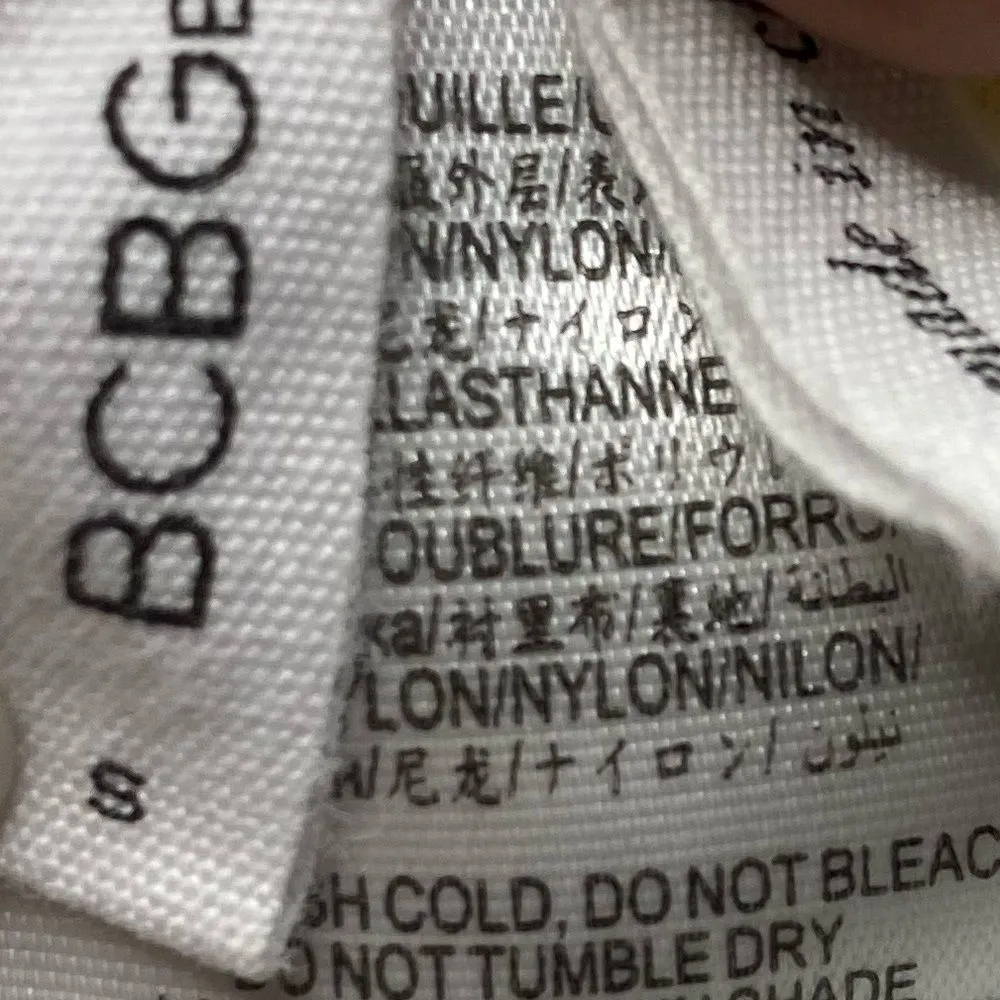 BCBGE
S
UILLE/
外层/表
N/NYLON/
尼龙/ナイロン
LASTHANNE
性纤维/ポリウ
OUBLURE/FORRO
ka/衬里布/裏地/البطانة
LON/NYLON/NILON/
/尼龙/ナイロン/نيلون
SH COLD, DO NOT BLEAC
O NOT TUMBLE DRY
SHADE